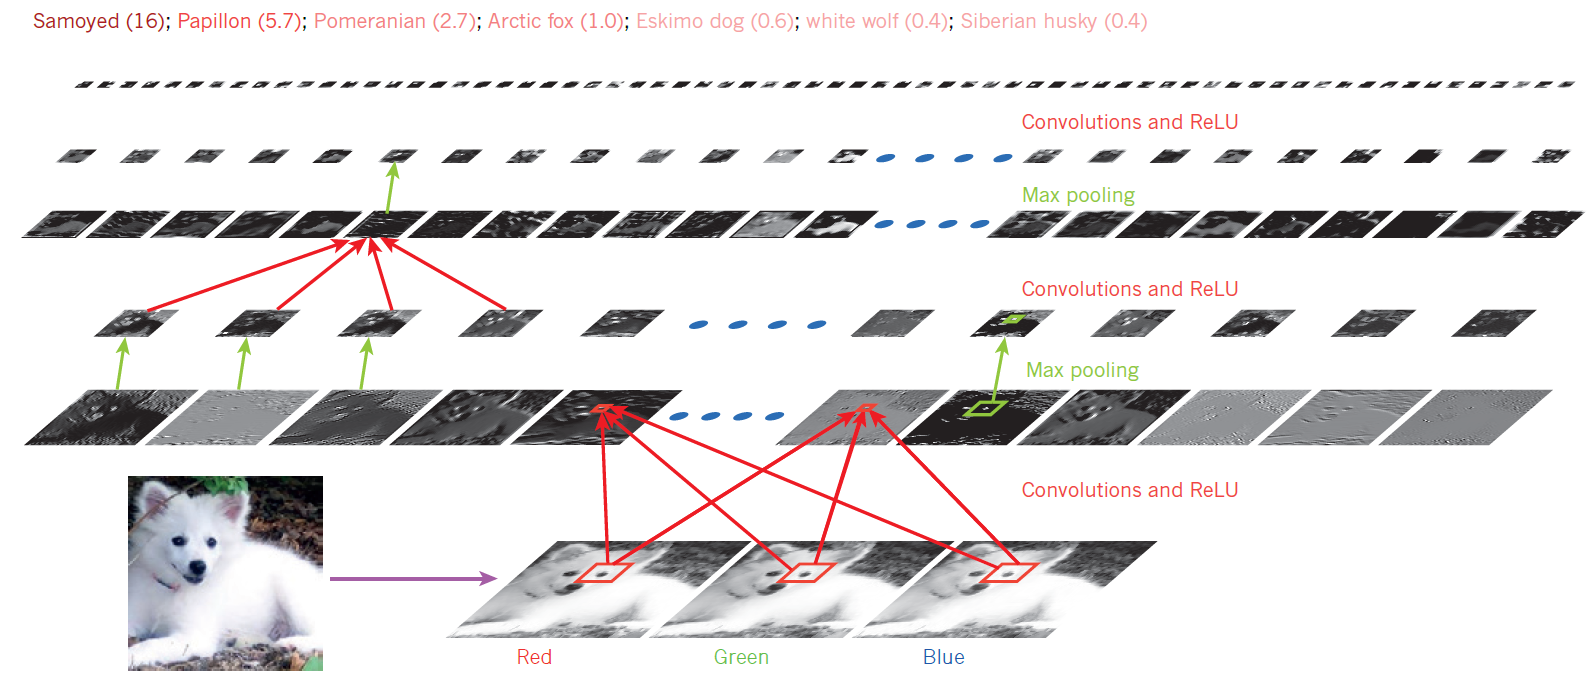 Samoyed (16); Papillon (5.7); Pomeranian (2.7); Arctic fox (1.0); Eskimo dog (0.6); white wolf (0.4); Siberian husky (0.4)
Convolutions and ReLU
Max pooling
Convolutions and ReLU
Max pooling
Convolutions and ReLU
Red
Green
Blue